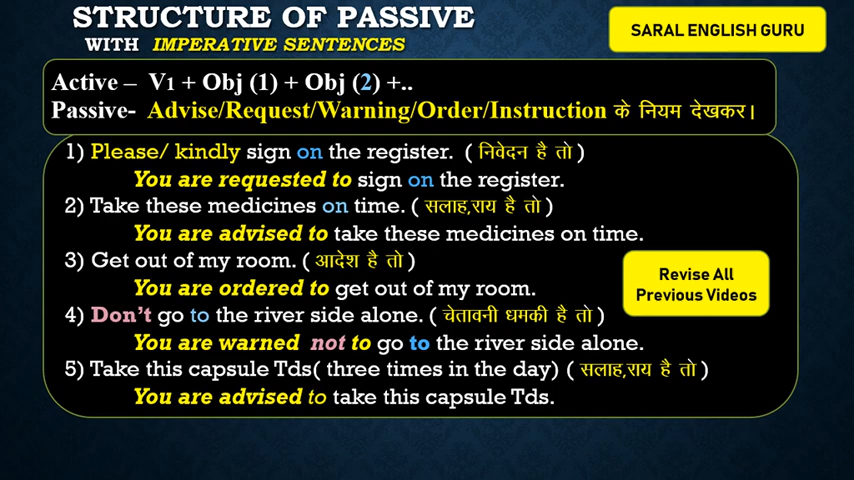 STRUCTURE OF PASSIVE
WITH IMPERATIVE SENTENCES
SARAL ENGLISH GURU
Active – V1 + Obj (1) + Obj (2) +..
Passive- Advise/Request/Warning/Order/Instruction के नियम देखकर।
1) Please/ kindly sign on the register. ( निवेदन है तो )
You are requested to sign on the register.
2) Take these medicines on time. ( सलाह,राय है तो )
You are advised to take these medicines on time.
3) Get out of my room. ( आदेश है तो )
You are ordered to get out of my room.
Revise All
Previous Videos
4) Don't go to the river side alone. ( चेतावनी धमकी है तो )
You are warned not to go to the river side alone.
5) Take this capsule Tds( three times in the day) ( सलाह,राय है तो )
You are advised to take this capsule Tds.